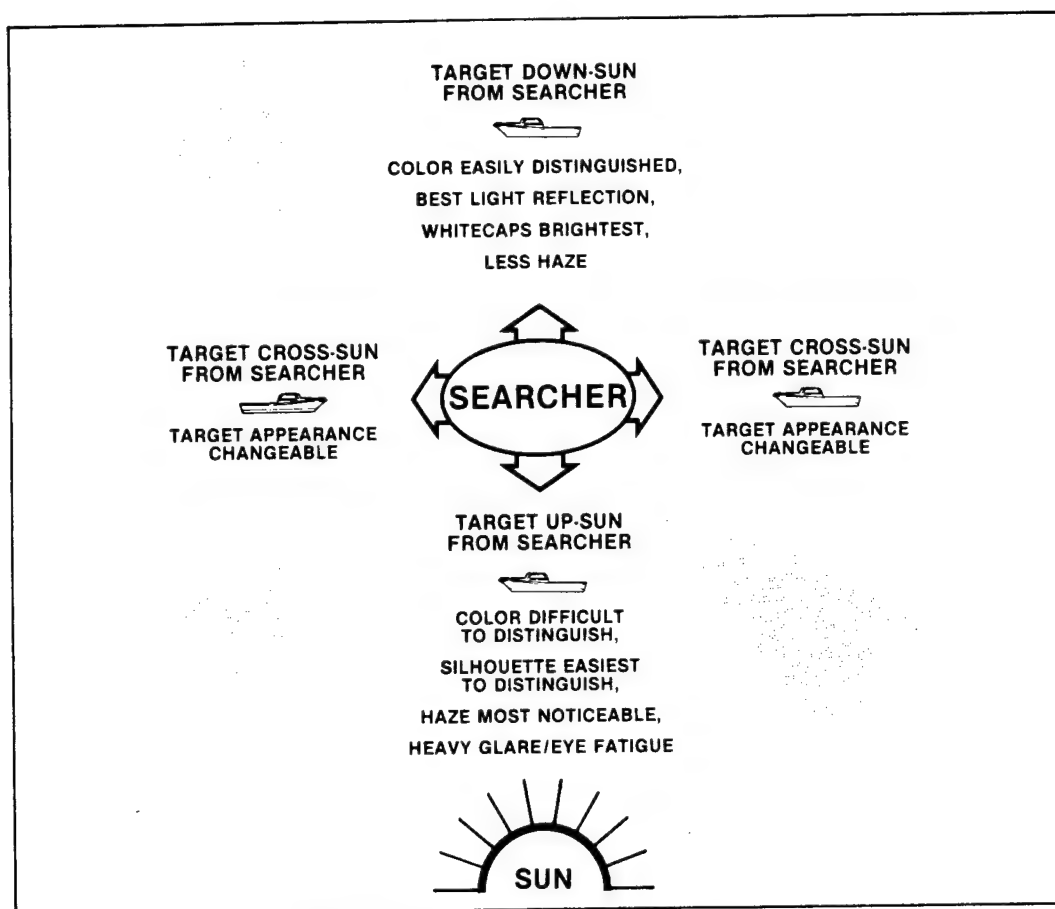 TARGET DOWN-SUN
FROM SEARCHER
COLOR EASILY DISTINGUISHED,
BEST LIGHT REFLECTION,
WHITECAPS BRIGHTEST,
LESS HAZE
TARGET CROSS-SUN
FROM SEARCHER
TARGET APPEARANCE
CHANGEABLE
SEARCHER
TARGET CROSS-SUN
FROM SEARCHER
TARGET APPEARANCE
CHANGEABLE
TARGET UP-SUN
FROM SEARCHER
COLOR DIFFICULT
TO DISTINGUISH,
SILHOUETTE EASIEST
TO DISTINGUISH,
HAZE MOST NOTICEABLE,
HEAVY GLARE/EYE FATIGUE
SUN